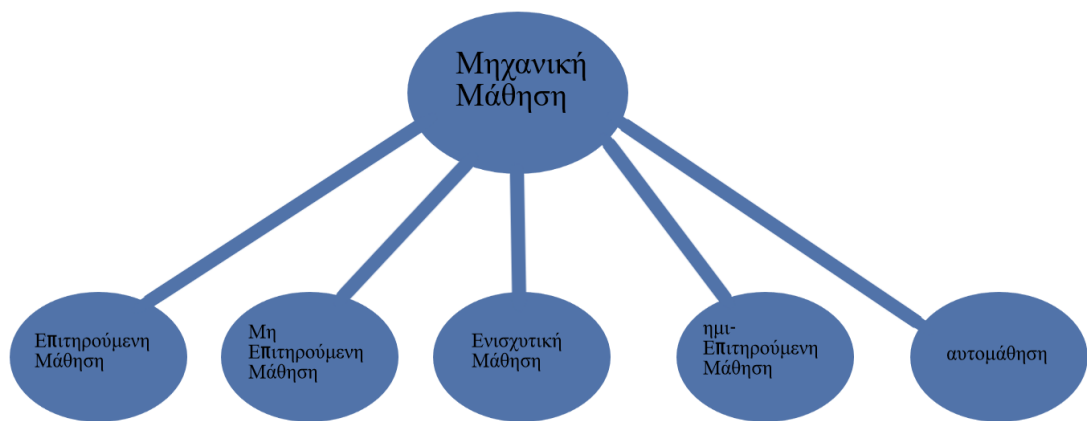 Μηχανική
Μάθηση
Επιτηρούμενη
Μάθηση
Μη
Επιτηρούμενη
Μάθηση
Ενισχυτική
Μάθηση
ημι-
Επιτηρούμενη
Μάθηση
αυτομάθηση